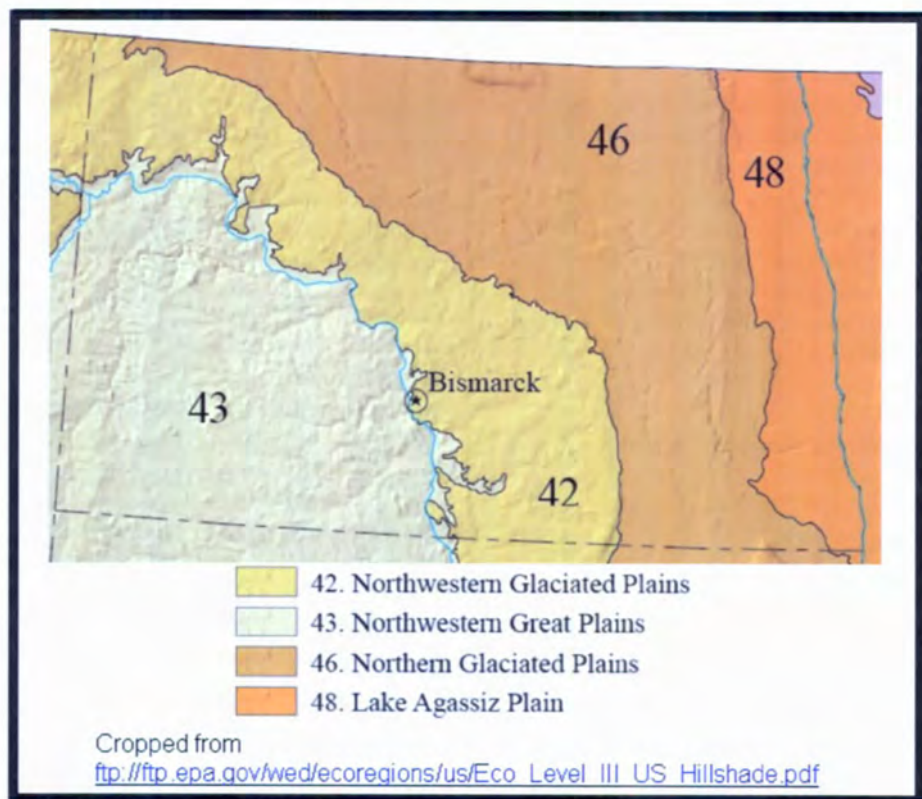 46
48
Bismarck
43
42
42. Northwestern Glaciated Plains
43. Northwestern Great Plains
46. Northern Glaciated Plains
48. Lake Agassiz Plain
Cropped from
ftp://ftp.epa.gov/wed/ecoregions/us/Eco_Level_III_US_Hillshade.pdf